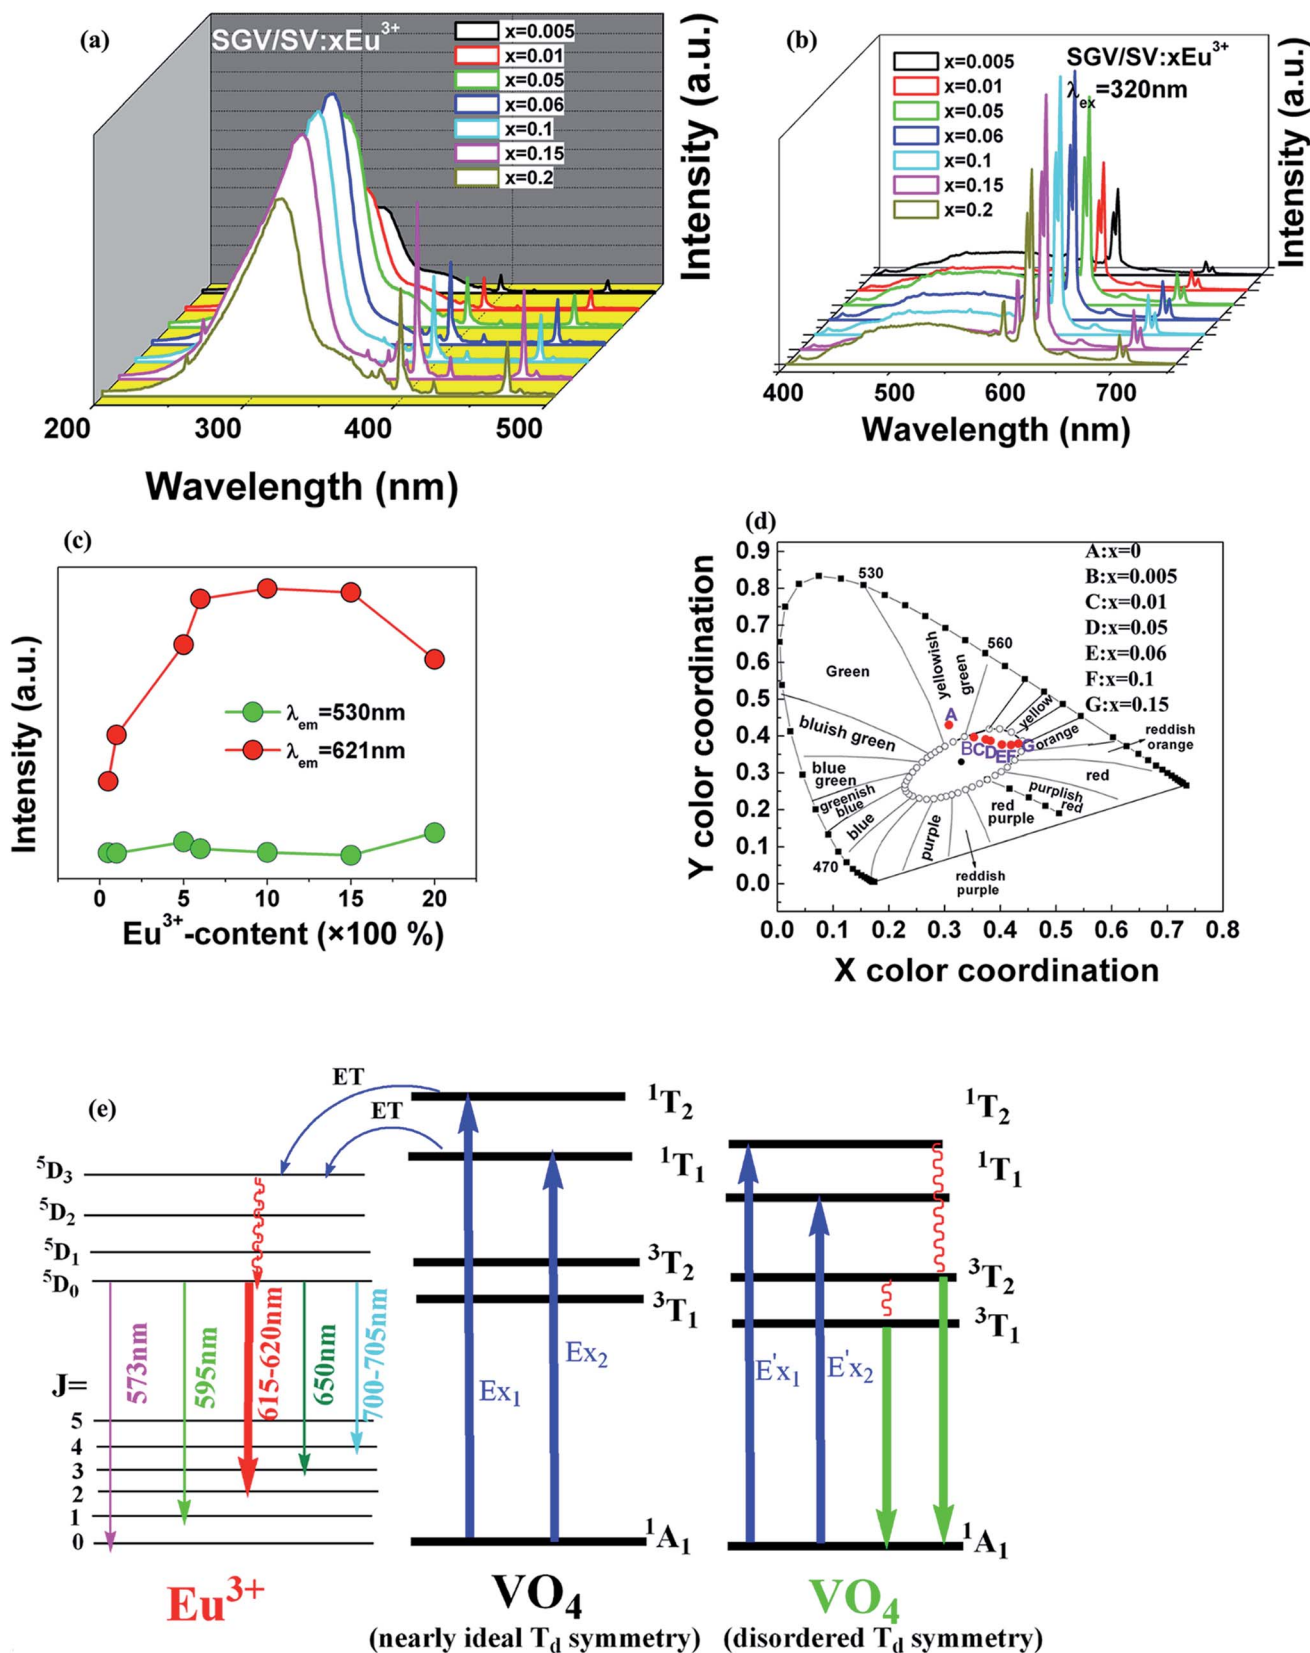 (a)
SGV/SV:xEu³⁺
x=0.005
x=0.01
x=0.05
x=0.06
x=0.1
x=0.15
x=0.2
Intensity (a.u.)
200 300 400 500
Wavelength (nm)
(b)
x=0.005
x=0.01
x=0.05
x=0.06
x=0.1
x=0.15
x=0.2
SGV/SV:xEu³⁺
λex=320nm
Intensity (a.u.)
400 500 600 700
Wavelength (nm)
(c)
Intensity (a.u.)
λem=530nm
λem=621nm
0 5 10 15 20
Eu³⁺-content (×100 %)
(d)
Y color coordination
0.9
0.8
0.7
0.6
0.5
0.4
0.3
0.2
0.1
0.0
0.0 0.1 0.2 0.3 0.4 0.5 0.6 0.7 0.8
X color coordination
A:x=0
B:x=0.005
C:x=0.01
D:x=0.05
E:x=0.06
F:x=0.1
G:x=0.15
530
560
470
Green
yellowish
green
yellow
orange
reddish
orange
bluish green
blue
green
greenish
blue
blue
purple
reddish
purple
red
purple
purplish
red
red
A
B C D E F G
(e)
ET
ET
⁵D₃
⁵D₂
⁵D₁
⁵D₀
573nm
595nm
615-620nm
650nm
700-705nm
J=
5
4
3
2
1
0
Eu³⁺
¹T₂
¹T₁
³T₂
³T₁
Ex₁
Ex₂
¹A₁
VO₄
(nearly ideal Td symmetry)
¹T₂
¹T₁
³T₂
³T₁
E'x₁
E'x₂
¹A₁
VO₄
(disordered Td symmetry)